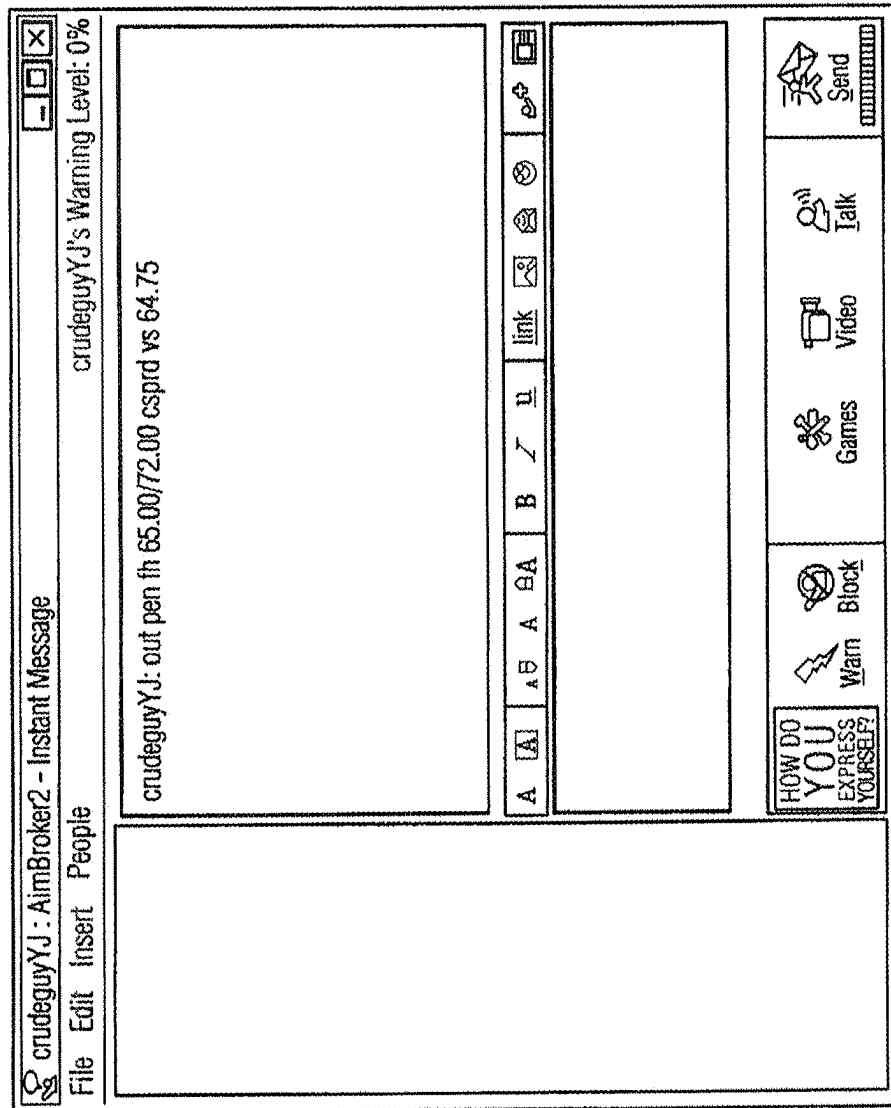 crudeguyYJ : AimBroker2 - Instant Message
File Edit Insert People
crudeguyYJ's Warning Level: 0%
crudeguyYJ: out pen fh 65.00/72.00 csprd vs 64.75
A A A A A B I u link
HOW DO
YOU
EXPRESS
YOURSELF?
Warn
Block
Games
Video
Talk
Send